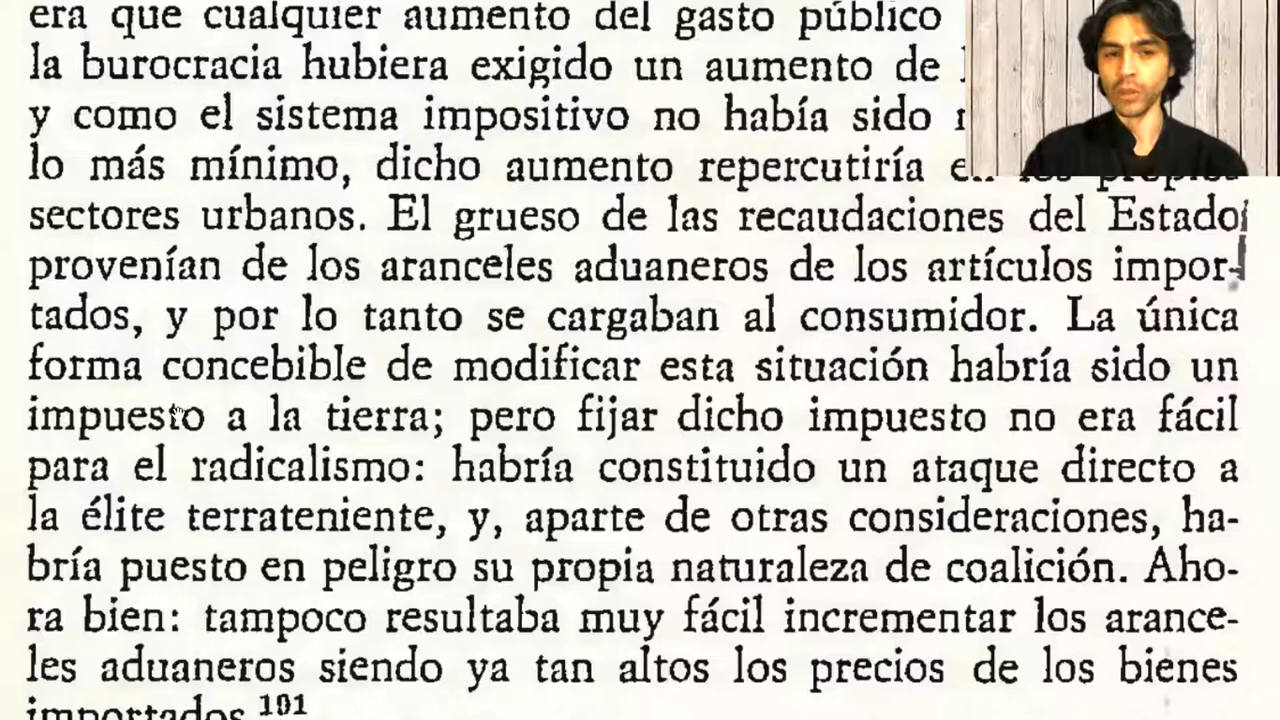 era que cualquier aumento del gasto público
la burocracia hubiera exigido un aumento de
y como el sistema impositivo no había sido
lo más mínimo, dicho aumento repercutiría
sectores urbanos. El grueso de las recaudaciones del Estado
provenían de los aranceles aduaneros de los artículos impor-
tados, y por lo tanto se cargaban al consumidor. La única
forma concebible de modificar esta situación habría sido un
impuesto a la tierra; pero fijar dicho impuesto no era fácil
para el radicalismo: habría constituido un ataque directo a
la élite terrateniente, y, aparte de otras consideraciones, ha-
bría puesto en peligro su propia naturaleza de coalición. Aho-
ra bien: tampoco resultaba muy fácil incrementar los arance-
les aduaneros siendo ya tan altos los precios de los bienes
importados.¹⁰¹